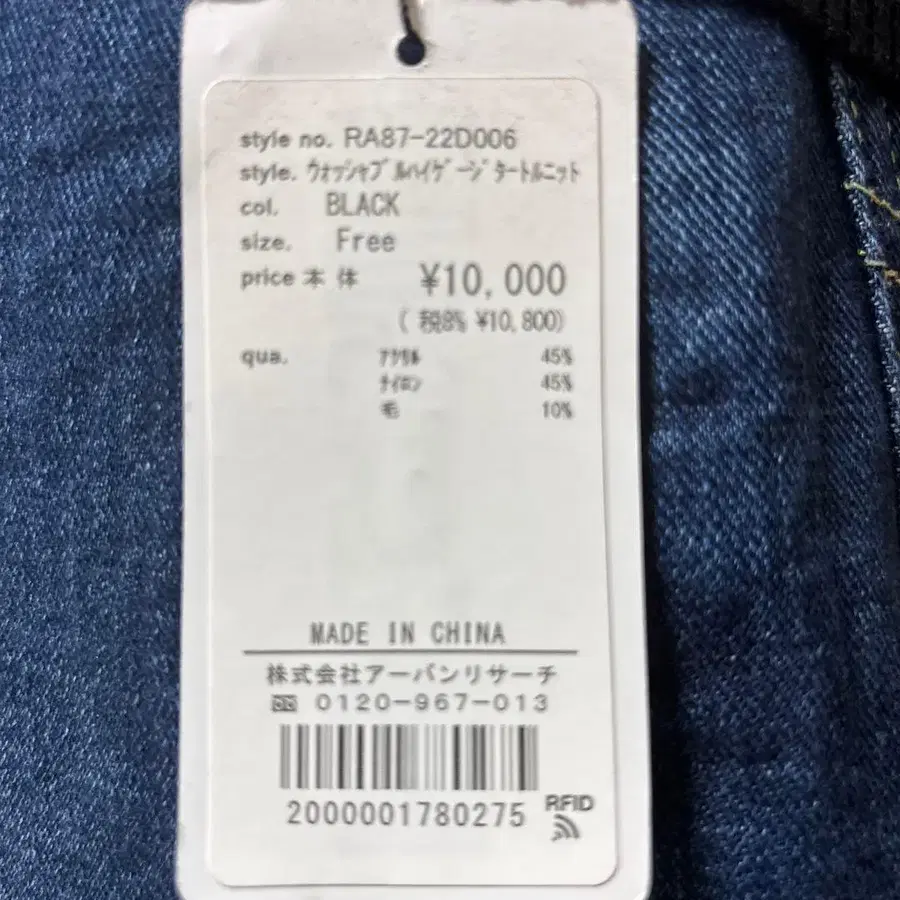 style no. RA87-22D006
style. ｳｫｯｼｬﾌﾞﾙﾊｲｹﾞｰｼﾞﾀートルニット
col. BLACK
size. Free
price 本体 ¥10,000
( 税8% ¥10,800)
qua. ｱｸﾘﾙ 45%
ﾅｲﾛﾝ 45%
毛 10%
MADE IN CHINA
株式会社アーバンリサーチ
0120-967-013
2000001780275
RFID